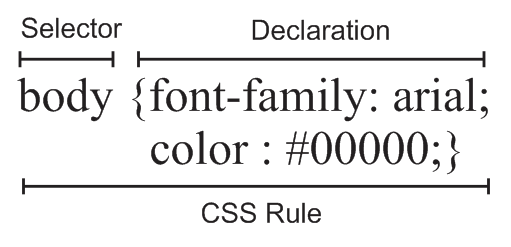 Selector Declaration
body {font-family: arial;
color : #00000;}
CSS Rule